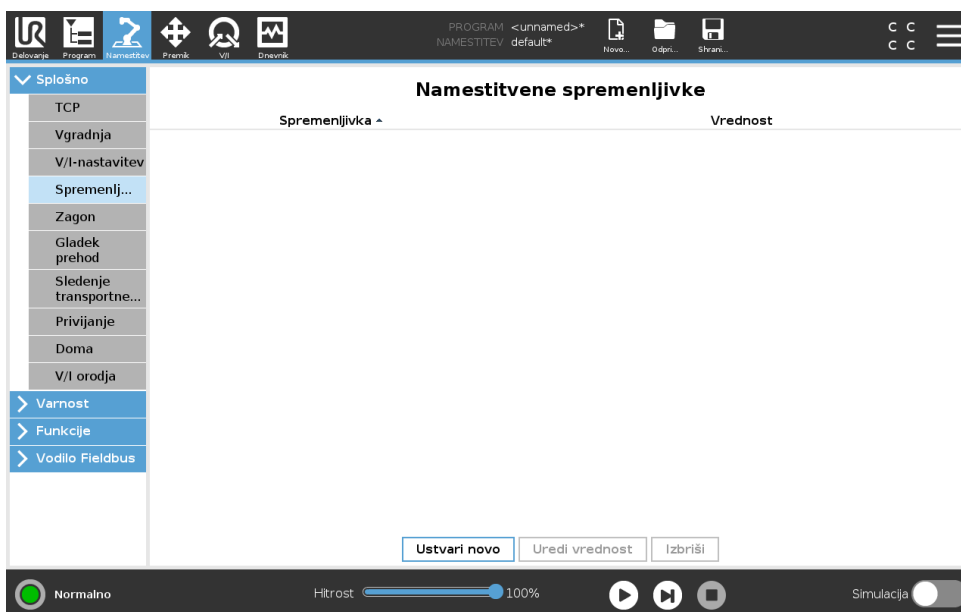 UR
Delovanje
Program
Namestitev
Premik
V/I
Dnevnik
PROGRAM <unnamed>*
NAMESTITEV default*
Novo...
Odpri...
Shrani...
C C
C C
Splošno
TCP
Vgradnja
V/I-nastavitev
Spremenlj...
Zagon
Gladek
prehod
Sledenje
transportne...
Privijanje
Doma
V/I orodja
Varnost
Funkcije
Vodilo Fieldbus
Namestitvene spremenljivke
Spremenljivka Vrednost
Ustvari novo Uredi vrednost Izbriši
Normalno
Hitrost 100%
Simulacija